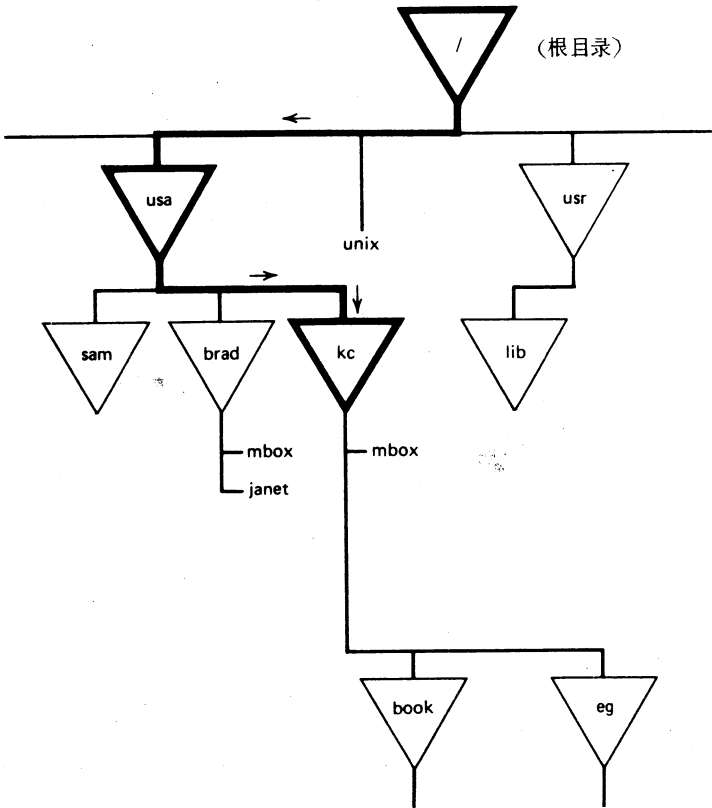 /
(根目录)
usa
unix
usr
sam
brad
kc
lib
mbox
mbox
janet
book
eg